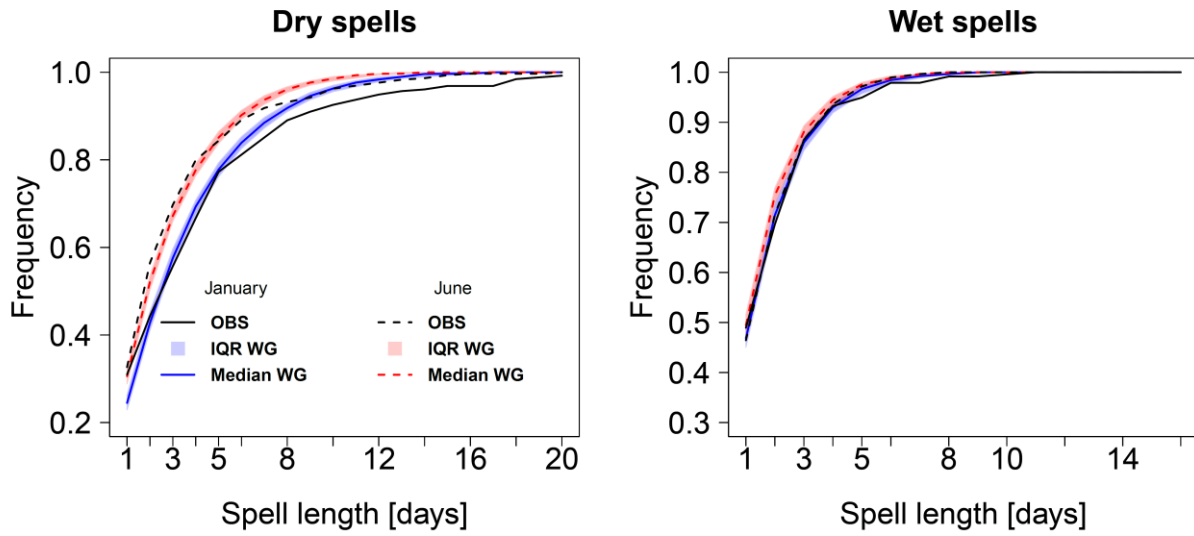 Dry spells
Frequency
1.0
0.8
0.6
0.4
0.2
January June
OBS OBS
IQR WG IQR WG
Median WG Median WG
1 3 5 8 12 16 20
Spell length [days]
Wet spells
Frequency
1.0
0.9
0.8
0.7
0.6
0.5
0.4
0.3
1 3 5 8 10 14
Spell length [days]